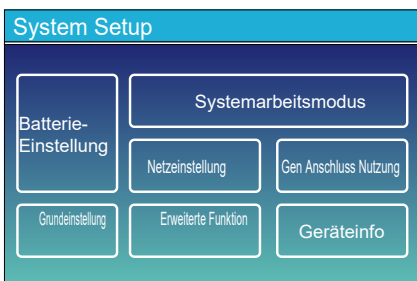 System Setup
Batterie-
Einstellung
Systemarbeitsmodus
Netzeinstellung
Gen Anschluss Nutzung
Grundeinstellung
Erweiterte Funktion
Geräteinfo